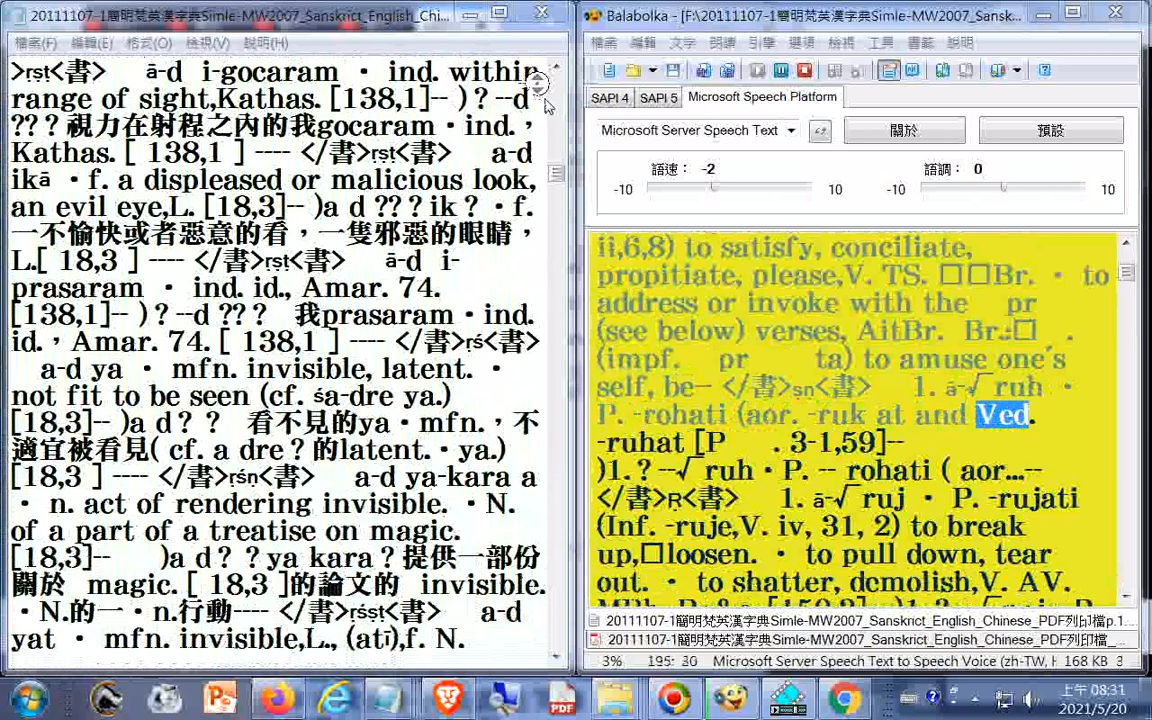 20111107-1簡明梵英漢字典Simle-MW2007_Sanskrict_English_Chi...
檔案(F) 編輯(E) 格式(O) 檢視(V) 說明(H)
>ṛṣṭ<書> ā-d i-gocaram • ind. within
range of sight,Kathas. [138,1]-- )? --d
???視力在射程之內的我gocaram•ind.，
Kathas. [ 138,1 ] ---- </書>ṛṣṭ<書> a-d
ikā • f. a displeased or malicious look,
an evil eye,L. [18,3]-- )a d ???ik ? • f.
一不愉快或者惡意的看，一隻邪惡的眼睛，
L.[ 18,3 ] ---- </書>ṛṣṭ<書> ā-d i-
prasaram • ind. id., Amar. 74.
[138,1]-- )? --d ??? 我prasaram•ind.
id.，Amar. 74. [ 138,1 ] ---- </書>ṛś<書>
a-d ya • mfn. invisible, latent. •
not fit to be seen (cf. śa-dre ya.)
[18,3]-- )a d? ? 看不見的ya•mfn.，不
適宜被看見( cf. a dre?的latent.•ya.)
[18,3 ] ---- </書>ṛśṇ<書> a-d ya-kara a
• n. act of rendering invisible. •N.
of a part of a treatise on magic.
[18,3]-- )a d? ?ya kara?提供一部份
關於 magic. [ 18,3 ]的論文的 invisible.
•N.的一•n.行動---- </書>ṛśṣṭ<書> a-d
yat • mfn. invisible,L., (atī),f. N.
Balabolka - [F:\20111107-1簡明梵英漢字典Simle-MW2007_Sansk...
檔案 編輯 文字 朗讀 引擎 選項 檢視 工具 書籤 說明
SAPI 4 SAPI 5 Microsoft Speech Platform
Microsoft Server Speech Text 關於 預設
語速： -2 語調： 0
-10 10 -10 10
ii,6,8) to satisfy, conciliate,
propitiate, please,V. TS. □□Br. • to
address or invoke with the pr
(see below) verses, AitBr. Br.:□ .
(impf. pr ta) to amuse one's
self, be— </書>ṣṇ<書> 1. ā-√ruh •
P. -rohati (aor. -ruk at and Ved.
-ruhat [P . 3-1,59]--
)1. ? --√ruh•P. -- rohati ( aor...--
</書>Ṛ<書> 1. ā-√ruj • P. -rujati
(Inf. -ruje,V. iv, 31, 2) to break
up,□loosen. • to pull down, tear
out. • to shatter, demolish,V. AV.
20111107-1簡明梵英漢字典Simle-MW2007_Sanskrict_English_Chinese_PDF列印檔p.1...
20111107-1簡明梵英漢字典Simle-MW2007_Sanskrict_English_Chinese_PDF列印檔_...
3% 195: 30 Microsoft Server Speech Text to Speech Voice (zh-TW, H 168 KB 3
上午 08:31
2021/5/20